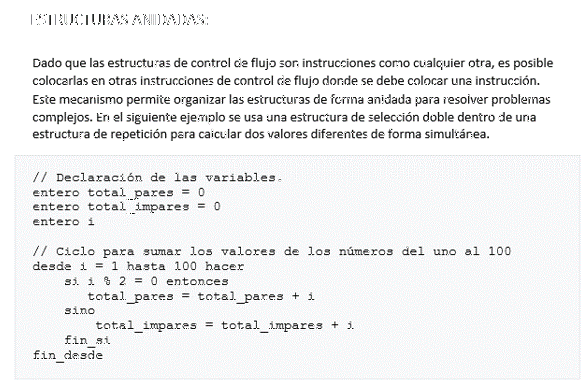 ESTRUCTURAS ANIDADAS:
Dado que las estructuras de control de flujo son instrucciones como cualquier otra, es posible
colocarlas en otras instrucciones de control de flujo donde se debe colocar una instrucción.
Este mecanismo permite organizar las estructuras de forma anidada para resolver problemas
complejos. En el siguiente ejemplo se usa una estructura de selección doble dentro de una
estructura de repetición para calcular dos valores diferentes de forma simultánea.
// Declaración de las variables.
entero total_pares = 0
entero total_impares = 0
entero i
// Ciclo para sumar los valores de los números del uno al 100
desde i = 1 hasta 100 hacer
si i % 2 = 0 entonces
total_pares = total_pares + i
sino
total_impares = total_impares + i
fin_si
fin_desde